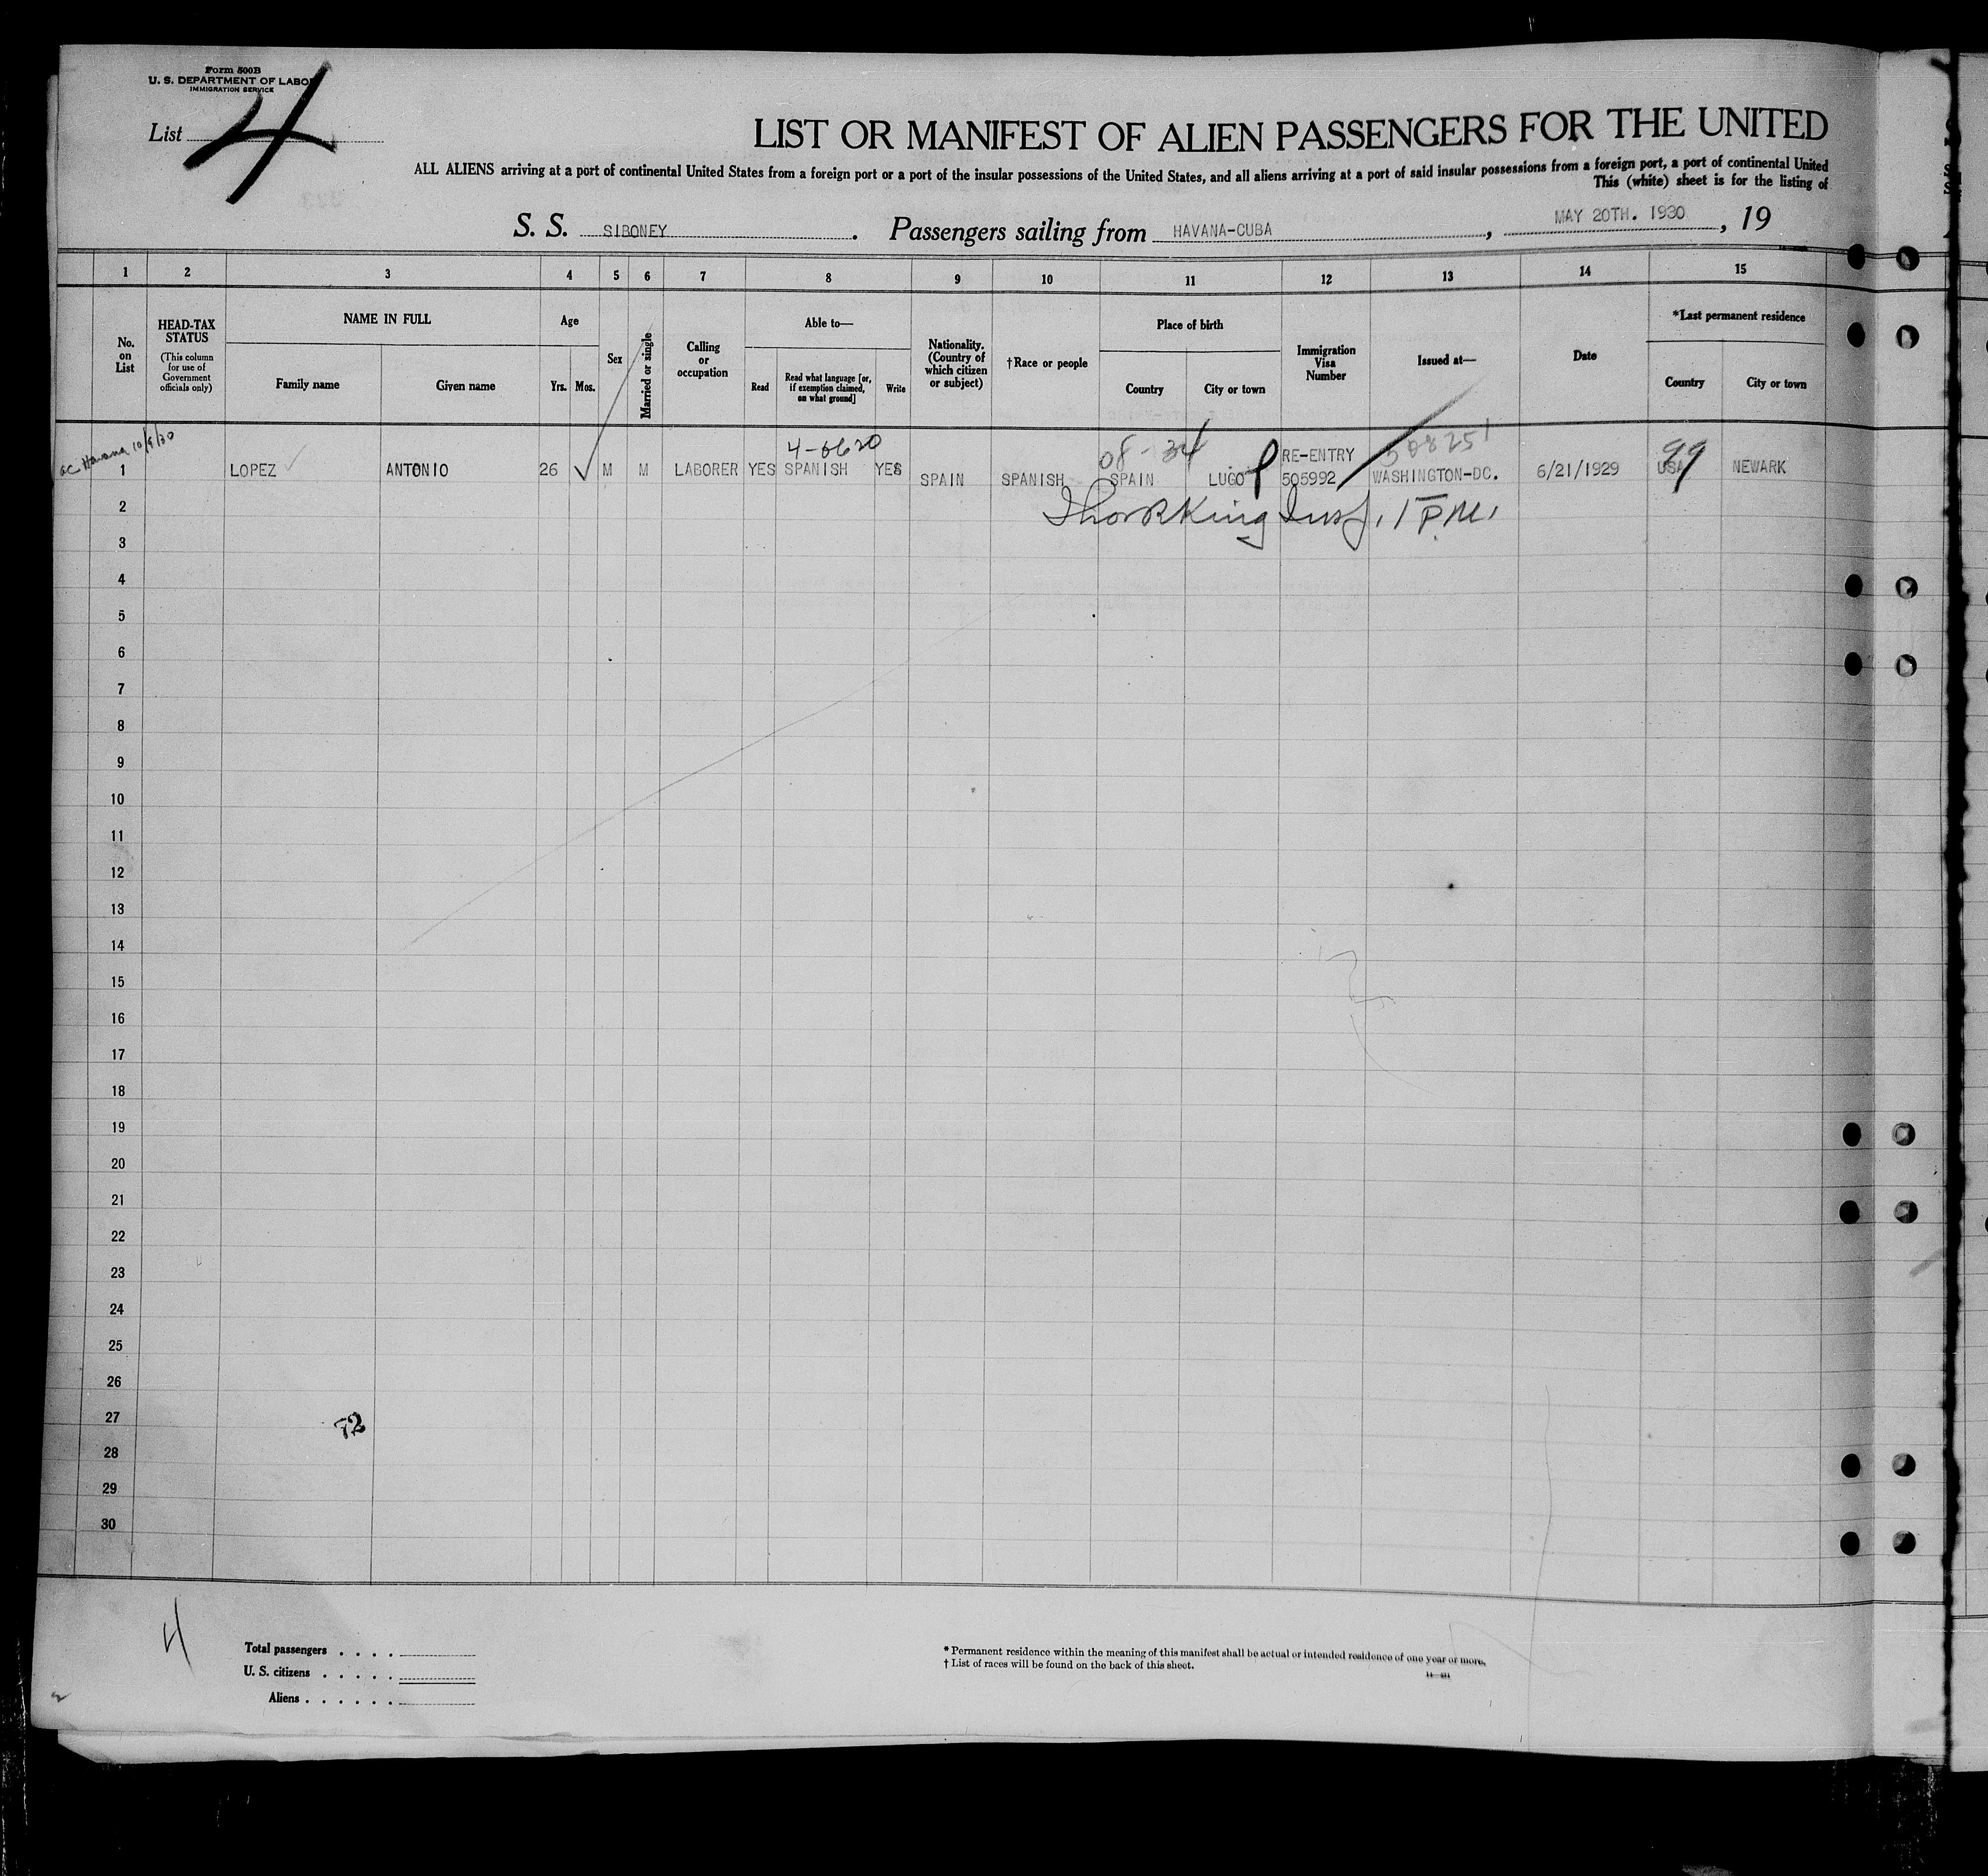 Form 500B
U. S. DEPARTMENT OF LABOR
IMMIGRATION SERVICE
List 4
LIST OR MANIFEST OF ALIEN PASSENGERS FOR THE UNITED
ALL ALIENS arriving at a port of continental United States from a foreign port or a port of the insular possessions of the United States, and all aliens arriving at a port of said insular possessions from a foreign port, a port of continental United
This (white) sheet is for the listing of
S. S. SIBONEY. Passengers sailing from HAVANA-CUBA, MAY 20TH. 1930, 19
1 2 3 4 5 6 7 8 9 10 11 12 13 14 15
No. on List
HEAD-TAX STATUS
(This column for use of Government officials only)
NAME IN FULL
Family name Given name
Age
Yrs. Mos.
Sex
Married or single
Calling or occupation
Able to—
Read
Read what language [or, if exemption claimed, on what ground]
Write
Nationality. (Country of which citizen or subject)
†Race or people
Place of birth
Country City or town
Immigration Visa Number
Issued at—
Date
*Last permanent residence
Country City or town
Havana 10/9/30
4-6620
08-34
508251
99
1 LOPEZ ✓ ANTONIO 26 ✓ M M LABORER YES SPANISH YES SPAIN SPANISH SPAIN LUGO RE-ENTRY 505992 WASHINGTON-DC. 6/21/1929 USA NEWARK
2
King
3
4
5
6
7
8
9
10
11
12
13
14
15
16
17
18
19
20
21
22
23
24
25
26
27
72
28
29
30
4
Total passengers . . . .
U. S. citizens . . . . .
Aliens . . . . . .
* Permanent residence within the meaning of this manifest shall be actual or intended residence of one year or more.
† List of races will be found on the back of this sheet.